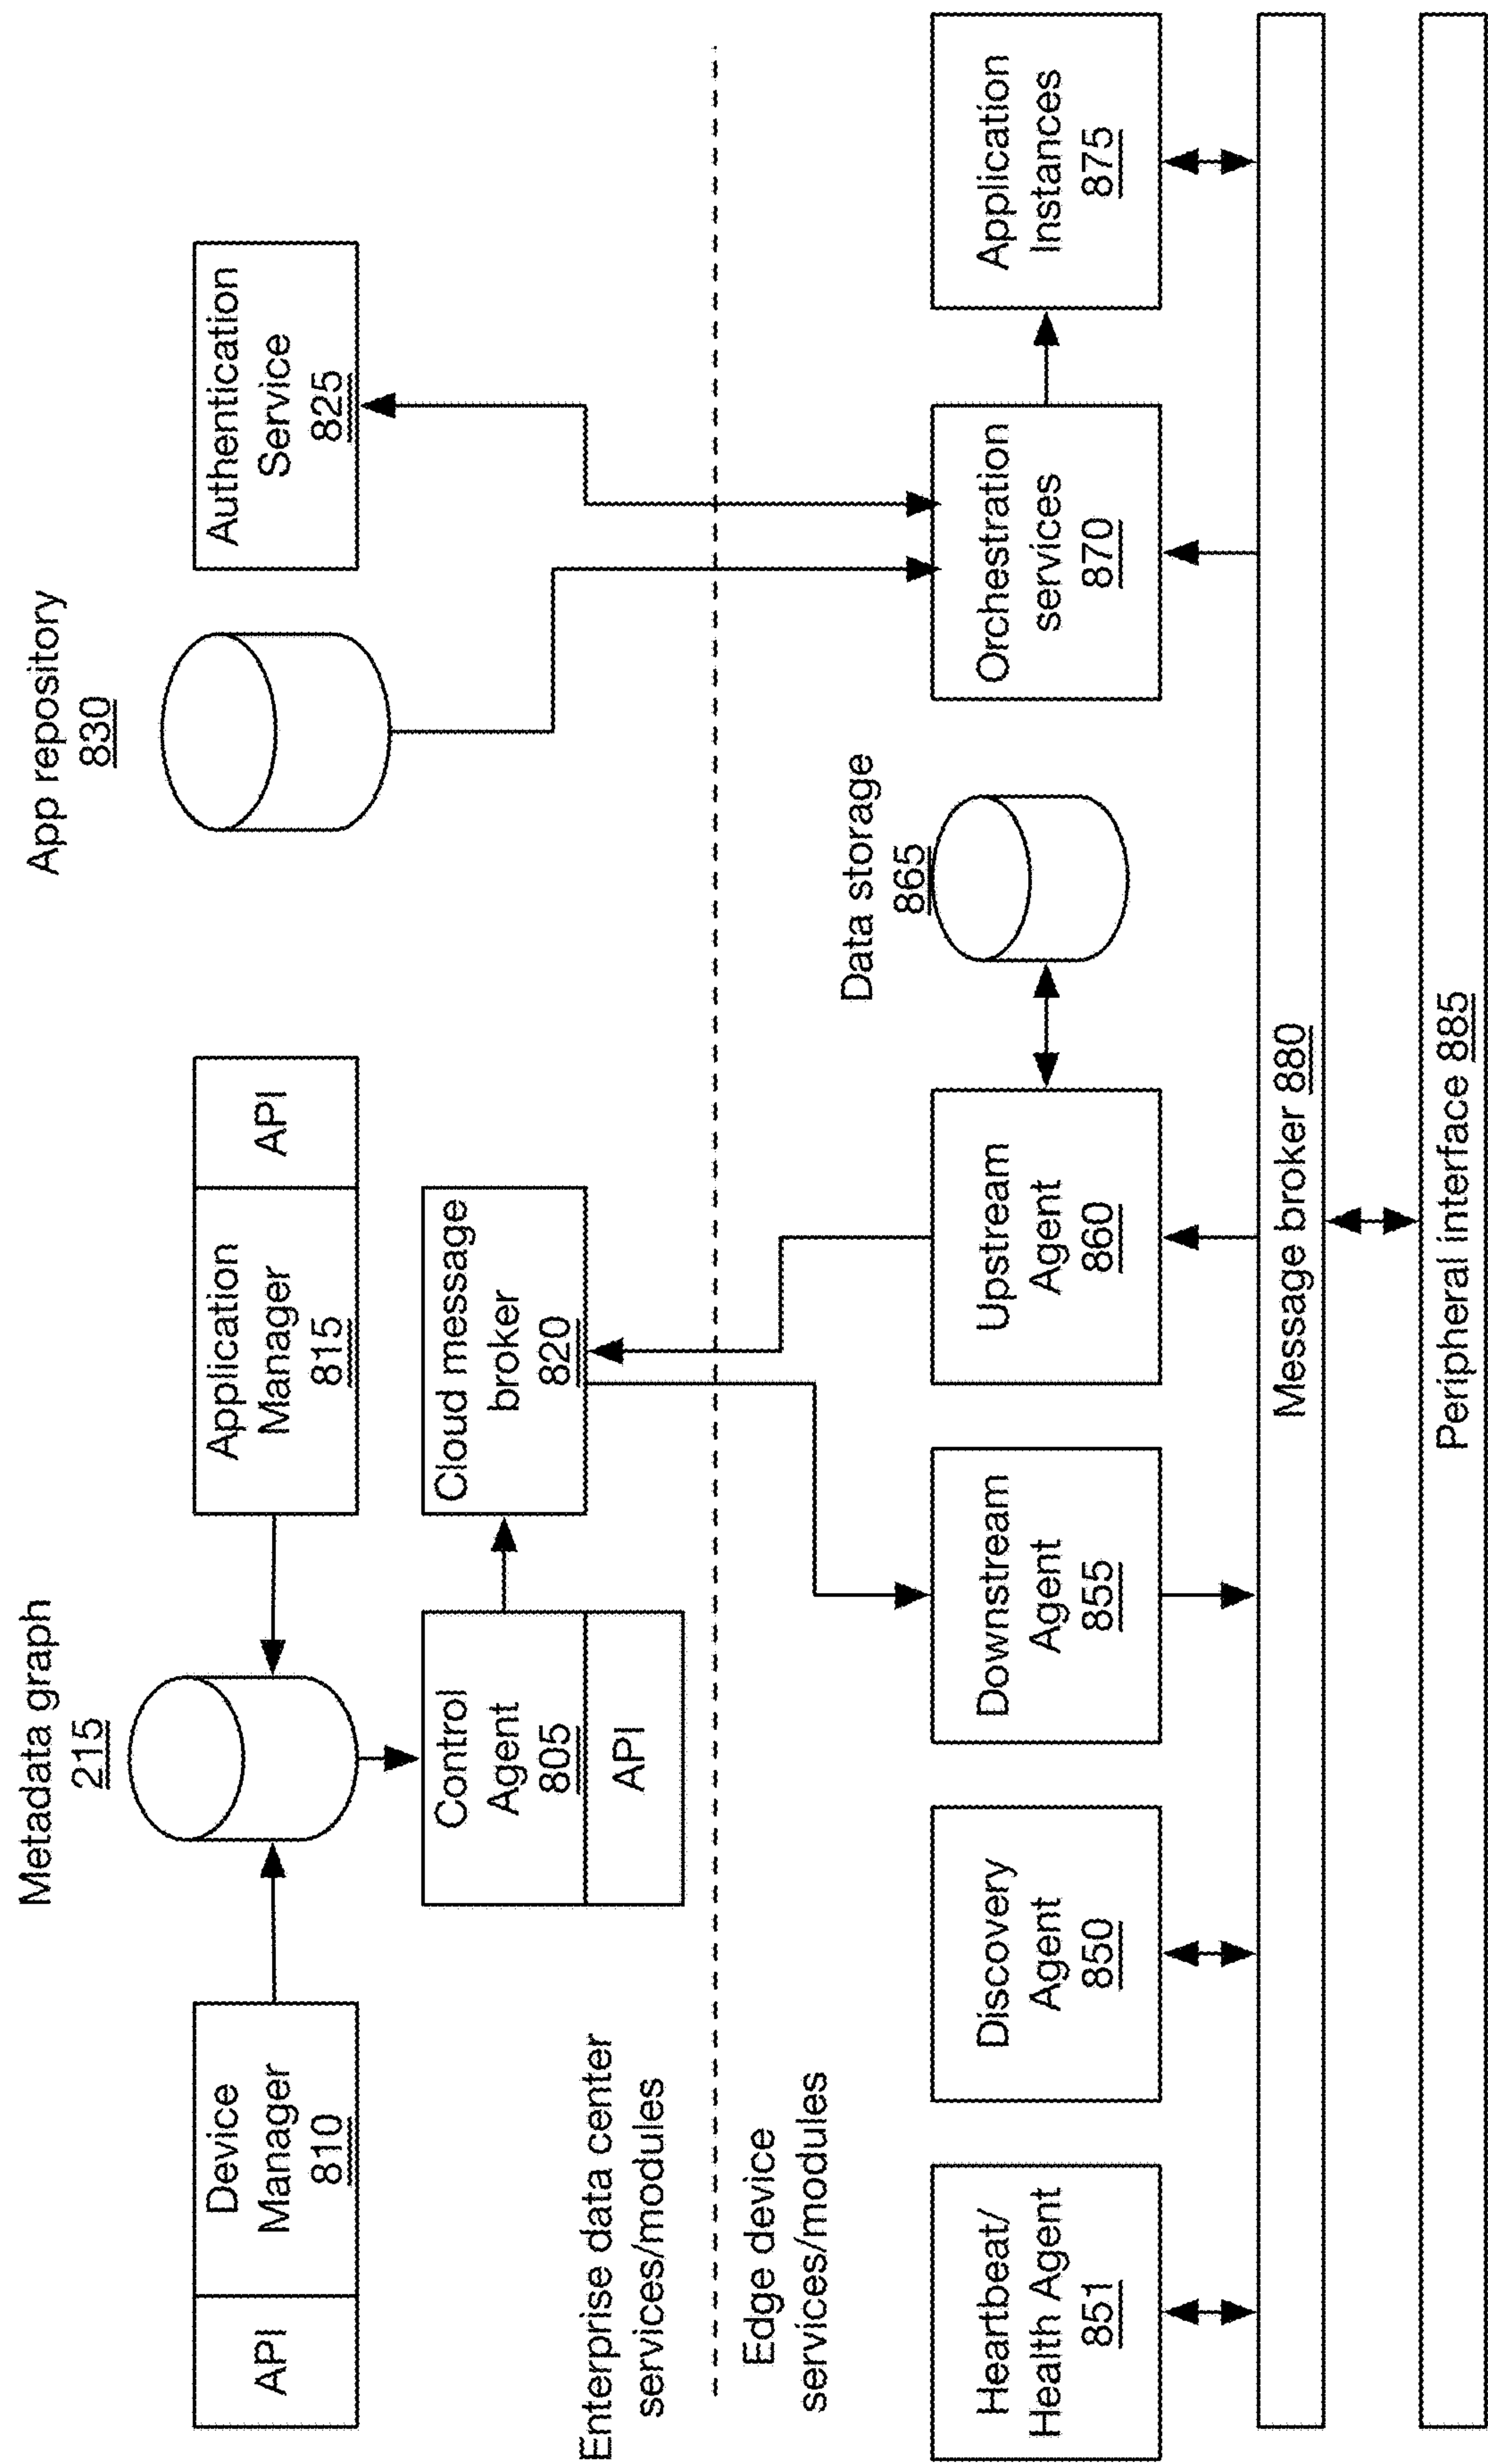 Metadata graph
215
App repository
830
API
Device
Manager
810
Application
Manager
815
API
Authentication
Service
825
Control
Agent
805
API
Cloud message
broker
820
Enterprise data center
services/modules
Edge device
services/modules
Data storage
865
Heartbeat/
Health Agent
851
Discovery
Agent
850
Downstream
Agent
855
Upstream
Agent
860
Orchestration
services
870
Application
Instances
875
Message broker 880
Peripheral interface 885